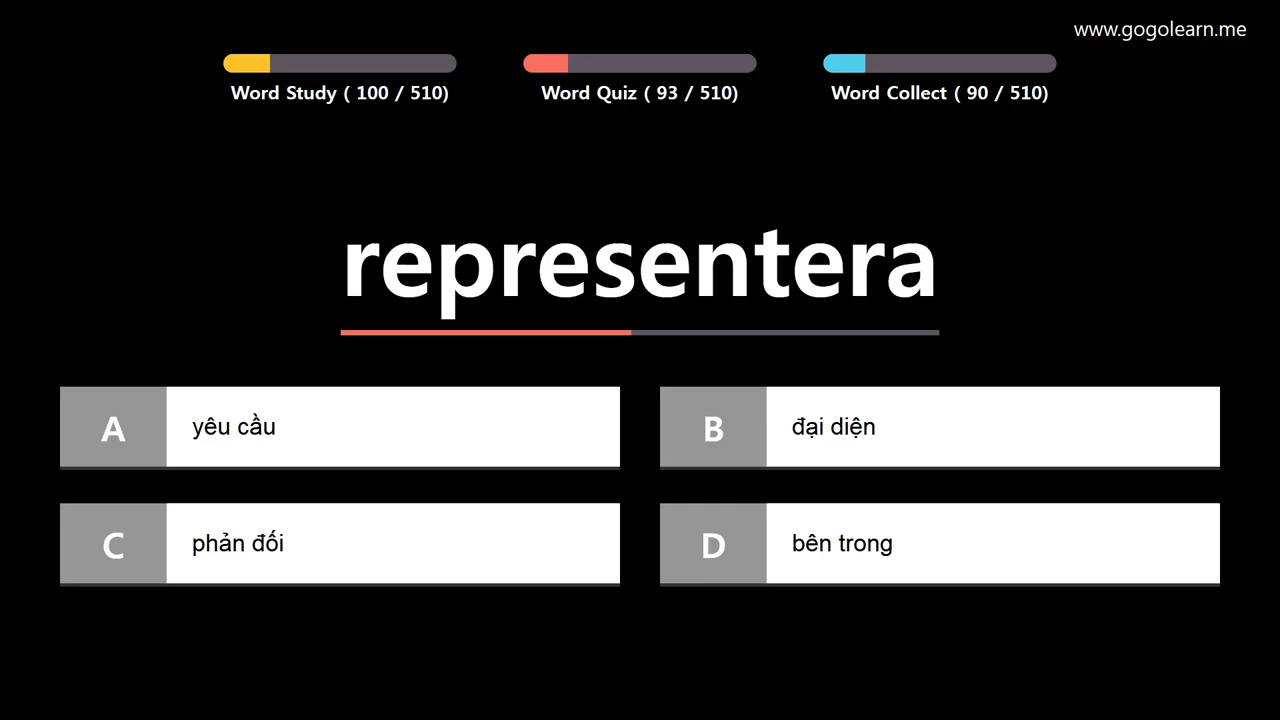 www.gogolearn.me
Word Study ( 100 / 510)
Word Quiz ( 93 / 510)
Word Collect ( 90 / 510)
representera
A
yêu cầu
B
đại diện
C
phản đối
D
bên trong